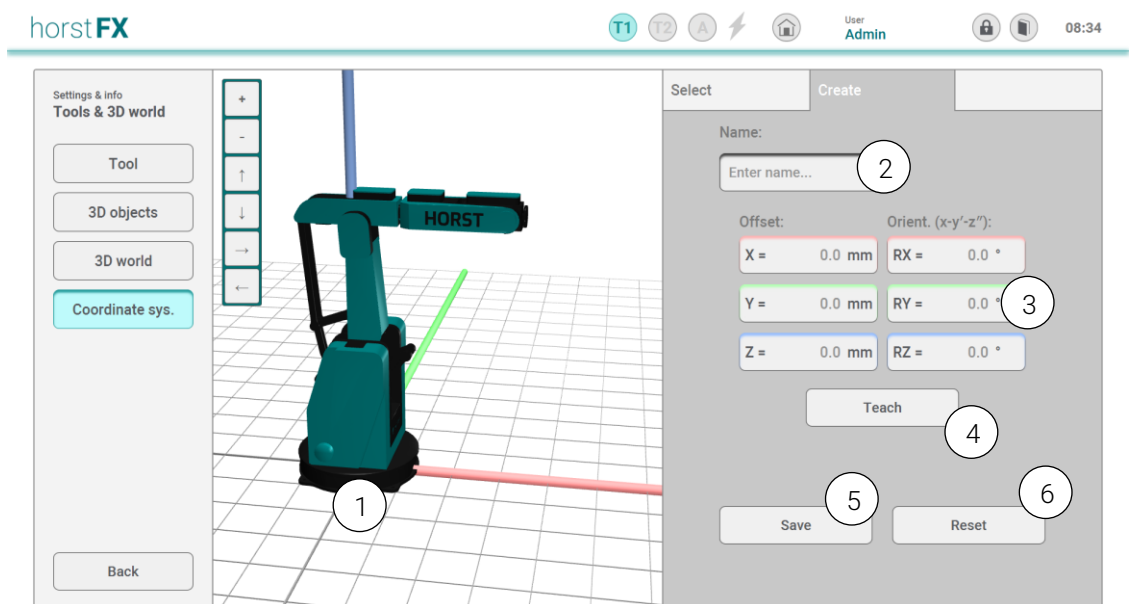 horstFX
T1
T2
A
User
Admin
08:34
Settings & info
Tools & 3D world
Tool
3D objects
3D world
Coordinate sys.
Back
+
-
↑
↓
→
←
HORST
1
Select
Create
Name:
Enter name...
2
Offset:
Orient. (x-y′-z″):
X = 0.0 mm
RX = 0.0 °
Y = 0.0 mm
RY = 0.0 °
3
Z = 0.0 mm
RZ = 0.0 °
Teach
4
Save
5
Reset
6